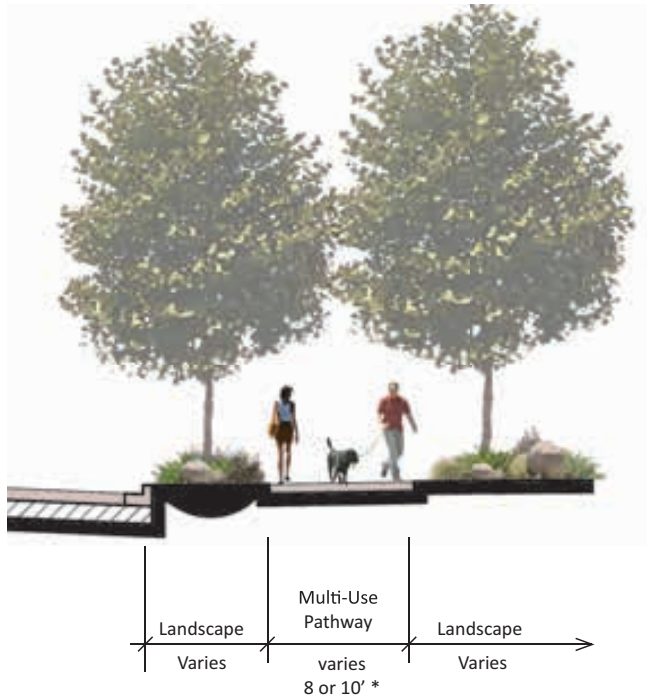 Multi-Use
Pathway
Landscape
Landscape
Varies
varies
Varies
8 or 10' *